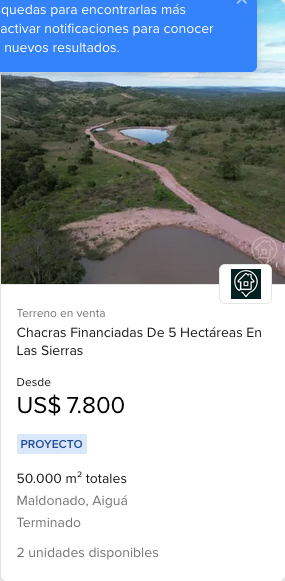 quedas para encontrarlas más
activar notificaciones para conocer
nuevos resultados.
Terreno en venta
Chacras Financiadas De 5 Hectáreas En
Las Sierras
Desde
US$ 7.800
PROYECTO
50.000 m² totales
Maldonado, Aiguá
Terminado
2 unidades disponibles